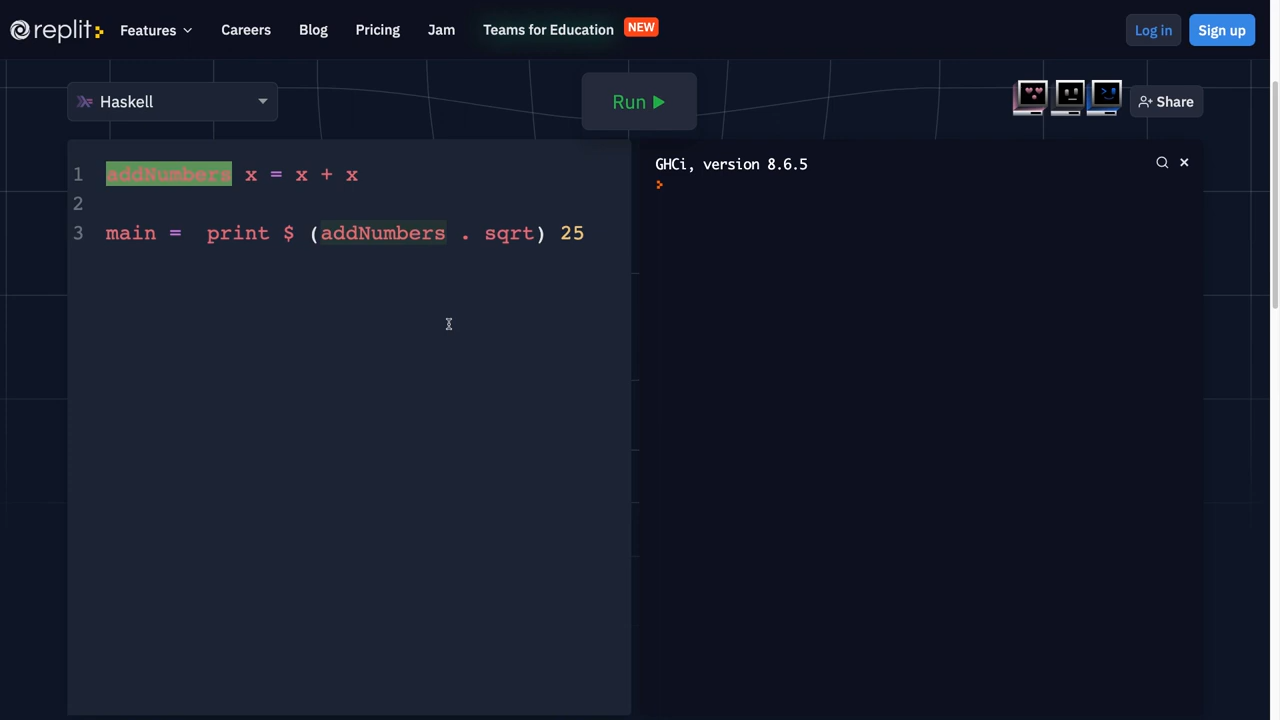 replit Features Careers Blog Pricing Jam Teams for Education NEW Log in Sign up
Haskell Run Share
1 addNumbers x = x + x
2
3 main =  print $ (addNumbers . sqrt) 25
GHCi, version 8.6.5